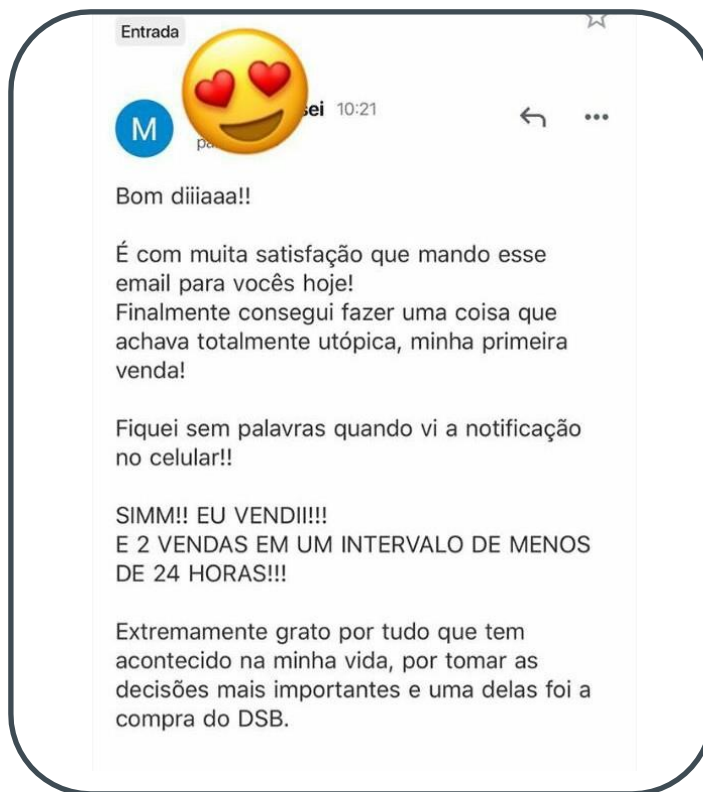 Entrada
M
sei 10:21
Bom diiiaaa!!
É com muita satisfação que mando esse
email para vocês hoje!
Finalmente consegui fazer uma coisa que
achava totalmente utópica, minha primeira
venda!
Fiquei sem palavras quando vi a notificação
no celular!!
SIMM!! EU VENDII!!!
E 2 VENDAS EM UM INTERVALO DE MENOS
DE 24 HORAS!!!
Extremamente grato por tudo que tem
acontecido na minha vida, por tomar as
decisões mais importantes e uma delas foi a
compra do DSB.